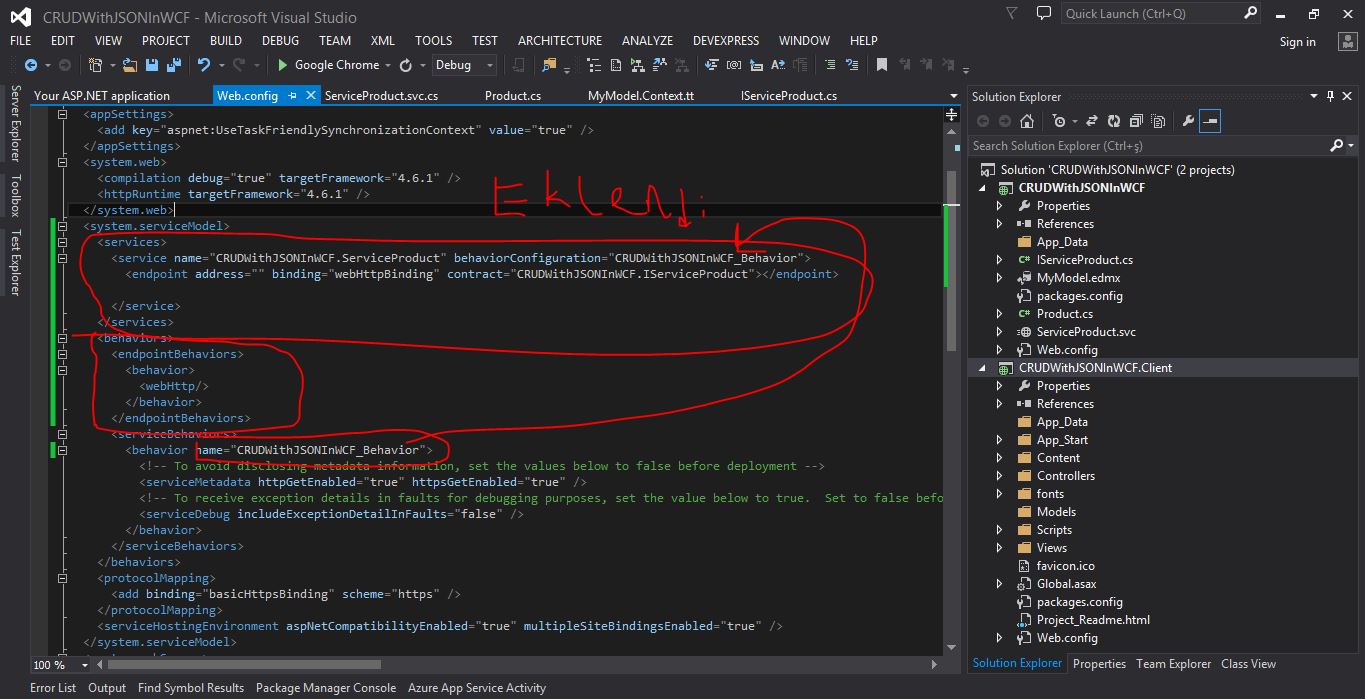 CRUDWithJSONInWCF - Microsoft Visual Studio
Quick Launch (Ctrl+Q)
FILE EDIT VIEW PROJECT BUILD DEBUG TEAM XML TOOLS TEST ARCHITECTURE ANALYZE DEVEXPRESS WINDOW HELP
Sign in
Google Chrome Debug
Server Explorer
Toolbox
Test Explorer
Your ASP.NET application Web.config ServiceProduct.svc.cs Product.cs MyModel.Context.tt IServiceProduct.cs
<appSettings>
<add key="aspnet:UseTaskFriendlySynchronizationContext" value="true" />
</appSettings>
<system.web>
<compilation debug="true" targetFramework="4.6.1" />
<httpRuntime targetFramework="4.6.1" />
</system.web>
Eklendi
<system.serviceModel>
<services>
<service name="CRUDWithJSONInWCF.ServiceProduct" behaviorConfiguration="CRUDWithJSONInWCF_Behavior">
<endpoint address="" binding="webHttpBinding" contract="CRUDWithJSONInWCF.IServiceProduct"></endpoint>
</service>
</services>
<behaviors>
<endpointBehaviors>
<behavior>
<webHttp/>
</behavior>
</endpointBehaviors>
<serviceBehaviors>
<behavior name="CRUDWithJSONInWCF_Behavior">
<!-- To avoid disclosing metadata information, set the values below to false before deployment -->
<serviceMetadata httpGetEnabled="true" httpsGetEnabled="true" />
<!-- To receive exception details in faults for debugging purposes, set the value below to true.  Set to false befo
<serviceDebug includeExceptionDetailInFaults="false" />
</behavior>
</serviceBehaviors>
</behaviors>
<protocolMapping>
<add binding="basicHttpsBinding" scheme="https" />
</protocolMapping>
<serviceHostingEnvironment aspNetCompatibilityEnabled="true" multipleSiteBindingsEnabled="true" />
</system.serviceModel>
100 %
Solution Explorer
Search Solution Explorer (Ctrl+ş)
Solution 'CRUDWithJSONInWCF' (2 projects)
CRUDWithJSONInWCF
Properties
References
App_Data
IServiceProduct.cs
MyModel.edmx
packages.config
Product.cs
ServiceProduct.svc
Web.config
CRUDWithJSONInWCF.Client
Properties
References
App_Data
App_Start
Content
Controllers
fonts
Models
Scripts
Views
favicon.ico
Global.asax
packages.config
Project_Readme.html
Web.config
Solution Explorer Properties Team Explorer Class View
Error List Output Find Symbol Results Package Manager Console Azure App Service Activity